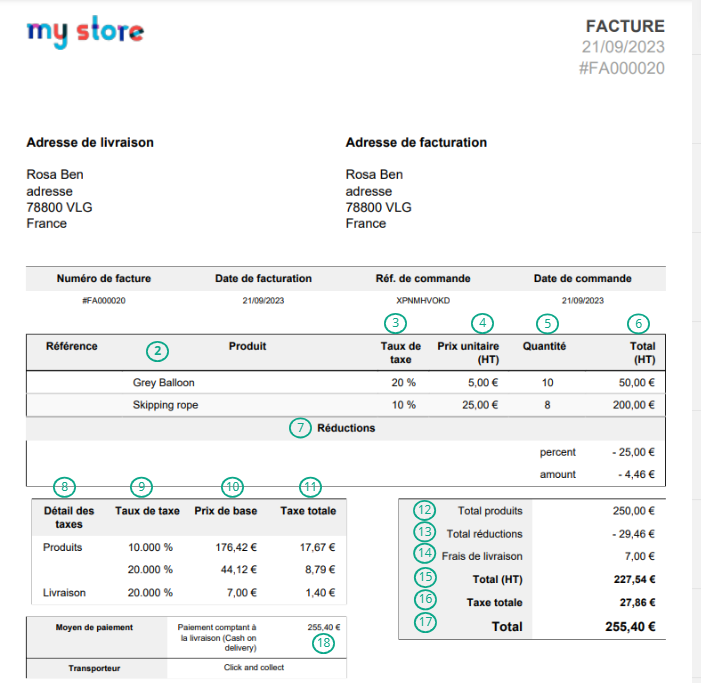 my store
FACTURE
21/09/2023
#FA000020
Adresse de livraison
Adresse de facturation
Rosa Ben
Rosa Ben
adresse
adresse
78800 VLG
78800 VLG
France
France
Numéro de facture Date de facturation Réf. de commande Date de commande
#FA000020 21/09/2023 XPNMHVOKD 21/09/2023
3 4 5 6
Référence 2 Produit Taux de taxe Prix unitaire (HT) Quantité Total (HT)
Grey Balloon 20 % 5,00 € 10 50,00 €
Skipping rope 10 % 25,00 € 8 200,00 €
7 Réductions
percent - 25,00 €
amount - 4,46 €
8 9 10 11
Détail des taxes Taux de taxe Prix de base Taxe totale
Produits 10.000 % 176,42 € 17,67 €
20.000 % 44,12 € 8,79 €
Livraison 20.000 % 7,00 € 1,40 €
12 Total produits 250,00 €
13 Total réductions - 29,46 €
14 Frais de livraison 7,00 €
15 Total (HT) 227,54 €
16 Taxe totale 27,86 €
17 Total 255,40 €
Moyen de paiement Paiement comptant à la livraison (Cash on delivery) 255,40 €
18
Transporteur Click and collect